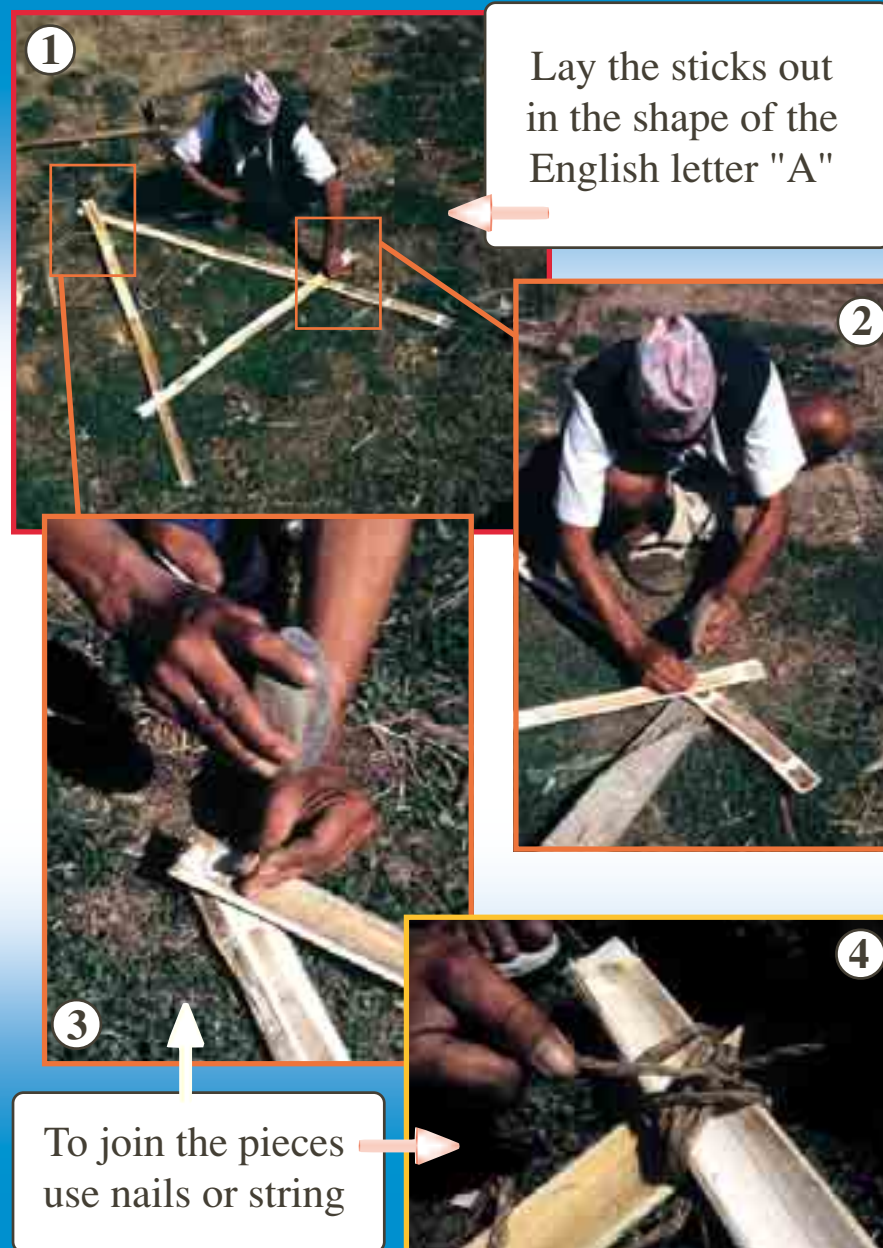 1
Lay the sticks out
in the shape of the
English letter "A"
2
3
4
To join the pieces
use nails or string